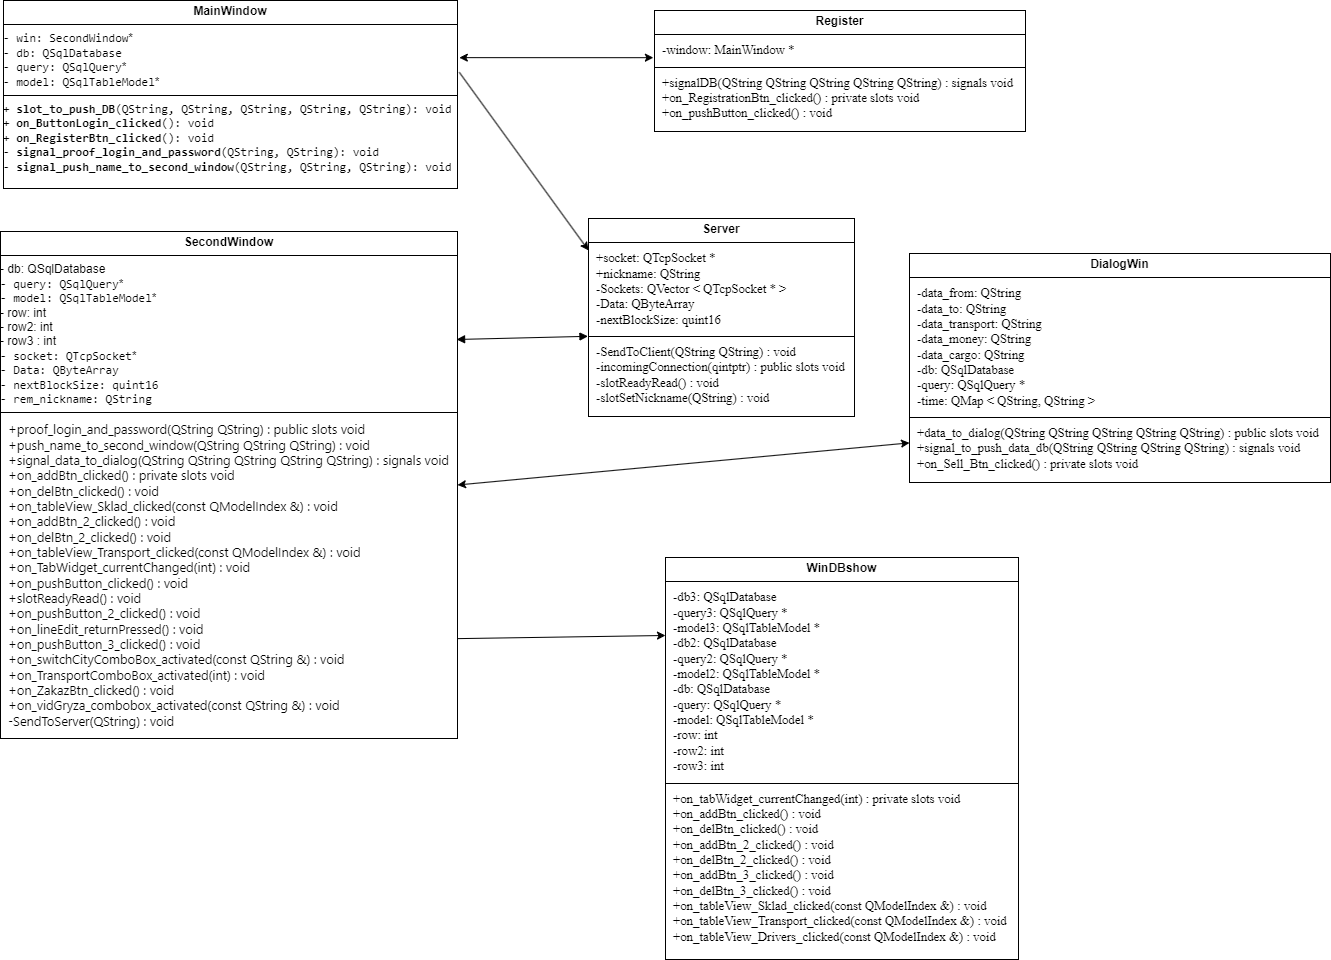 MainWindow
- win: SecondWindow*
- db: QSqlDatabase
- query: QSqlQuery*
- model: QSqlTableModel*
+ slot_to_push_DB(QString, QString, QString, QString, QString): void
+ on_ButtonLogin_clicked(): void
+ on_RegisterBtn_clicked(): void
- signal_proof_login_and_password(QString, QString): void
- signal_push_name_to_second_window(QString, QString, QString): void
Register
-window: MainWindow *
+signalDB(QString QString QString QString QString) : signals void
+on_RegistrationBtn_clicked() : private slots void
+on_pushButton_clicked() : void
Server
+socket: QTcpSocket *
+nickname: QString
-Sockets: QVector < QTcpSocket * >
-Data: QByteArray
-nextBlockSize: quint16
-SendToClient(QString QString) : void
-incomingConnection(qintptr) : public slots void
-slotReadyRead() : void
-slotSetNickname(QString) : void
SecondWindow
- db: QSqlDatabase
- query: QSqlQuery*
- model: QSqlTableModel*
- row: int
- row2: int
- row3 : int
- socket: QTcpSocket*
- Data: QByteArray
- nextBlockSize: quint16
- rem_nickname: QString
+proof_login_and_password(QString QString) : public slots void
+push_name_to_second_window(QString QString QString) : void
+signal_data_to_dialog(QString QString QString QString QString) : signals void
+on_addBtn_clicked() : private slots void
+on_delBtn_clicked() : void
+on_tableView_Sklad_clicked(const QModelIndex &) : void
+on_addBtn_2_clicked() : void
+on_delBtn_2_clicked() : void
+on_tableView_Transport_clicked(const QModelIndex &) : void
+on_TabWidget_currentChanged(int) : void
+on_pushButton_clicked() : void
+slotReadyRead() : void
+on_pushButton_2_clicked() : void
+on_lineEdit_returnPressed() : void
+on_pushButton_3_clicked() : void
+on_switchCityComboBox_activated(const QString &) : void
+on_TransportComboBox_activated(int) : void
+on_ZakazBtn_clicked() : void
+on_vidGryza_combobox_activated(const QString &) : void
-SendToServer(QString) : void
DialogWin
-data_from: QString
-data_to: QString
-data_transport: QString
-data_money: QString
-data_cargo: QString
-db: QSqlDatabase
-query: QSqlQuery *
-time: QMap < QString, QString >
+data_to_dialog(QString QString QString QString QString) : public slots void
+signal_to_push_data_db(QString QString QString QString) : signals void
+on_Sell_Btn_clicked() : private slots void
WinDBshow
-db3: QSqlDatabase
-query3: QSqlQuery *
-model3: QSqlTableModel *
-db2: QSqlDatabase
-query2: QSqlQuery *
-model2: QSqlTableModel *
-db: QSqlDatabase
-query: QSqlQuery *
-model: QSqlTableModel *
-row: int
-row2: int
-row3: int
+on_tabWidget_currentChanged(int) : private slots void
+on_addBtn_clicked() : void
+on_delBtn_clicked() : void
+on_addBtn_2_clicked() : void
+on_delBtn_2_clicked() : void
+on_addBtn_3_clicked() : void
+on_delBtn_3_clicked() : void
+on_tableView_Sklad_clicked(const QModelIndex &) : void
+on_tableView_Transport_clicked(const QModelIndex &) : void
+on_tableView_Drivers_clicked(const QModelIndex &) : void